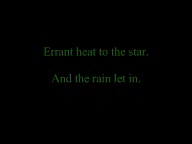 Errant heat to the star.
And the rain let in.